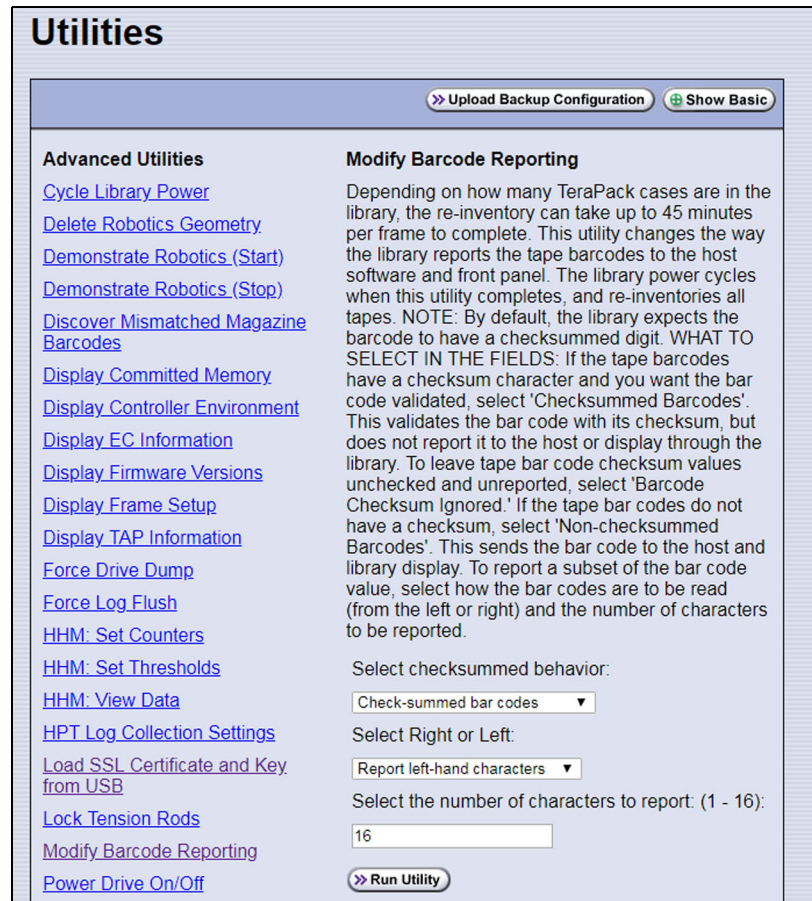 Utilities
Upload Backup Configuration
Show Basic
Advanced Utilities
Cycle Library Power
Delete Robotics Geometry
Demonstrate Robotics (Start)
Demonstrate Robotics (Stop)
Discover Mismatched Magazine
Barcodes
Display Committed Memory
Display Controller Environment
Display EC Information
Display Firmware Versions
Display Frame Setup
Display TAP Information
Force Drive Dump
Force Log Flush
HHM: Set Counters
HHM: Set Thresholds
HHM: View Data
HPT Log Collection Settings
Load SSL Certificate and Key
from USB
Lock Tension Rods
Modify Barcode Reporting
Power Drive On/Off
Modify Barcode Reporting
Depending on how many TeraPack cases are in the
library, the re-inventory can take up to 45 minutes
per frame to complete. This utility changes the way
the library reports the tape barcodes to the host
software and front panel. The library power cycles
when this utility completes, and re-inventories all
tapes. NOTE: By default, the library expects the
barcode to have a checksummed digit. WHAT TO
SELECT IN THE FIELDS: If the tape barcodes
have a checksum character and you want the bar
code validated, select 'Checksummed Barcodes'.
This validates the bar code with its checksum, but
does not report it to the host or display through the
library. To leave tape bar code checksum values
unchecked and unreported, select 'Barcode
Checksum Ignored.' If the tape bar codes do not
have a checksum, select 'Non-checksummed
Barcodes'. This sends the bar code to the host and
library display. To report a subset of the bar code
value, select how the bar codes are to be read
(from the left or right) and the number of characters
to be reported.
Select checksummed behavior:
Check-summed bar codes
Select Right or Left:
Report left-hand characters
Select the number of characters to report: (1 - 16):
16
Run Utility